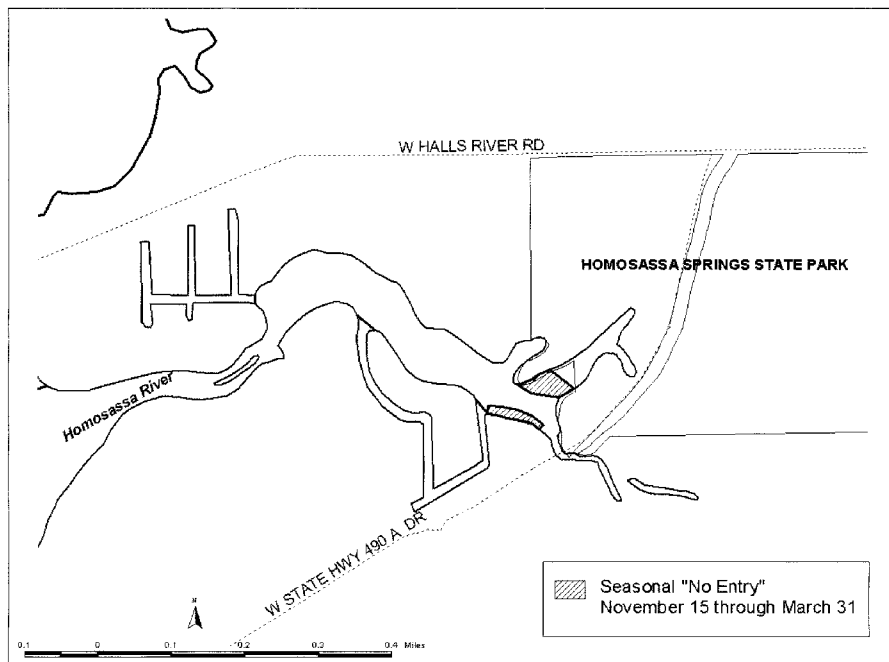 W HALLS RIVER RD
HOMOSASSA SPRINGS STATE PARK
Homosassa River
W STATE HWY 490 A DR
Seasonal "No Entry"
November 15 through March 31
N
0.1 0 0.1 0.2 0.3 0.4 Miles